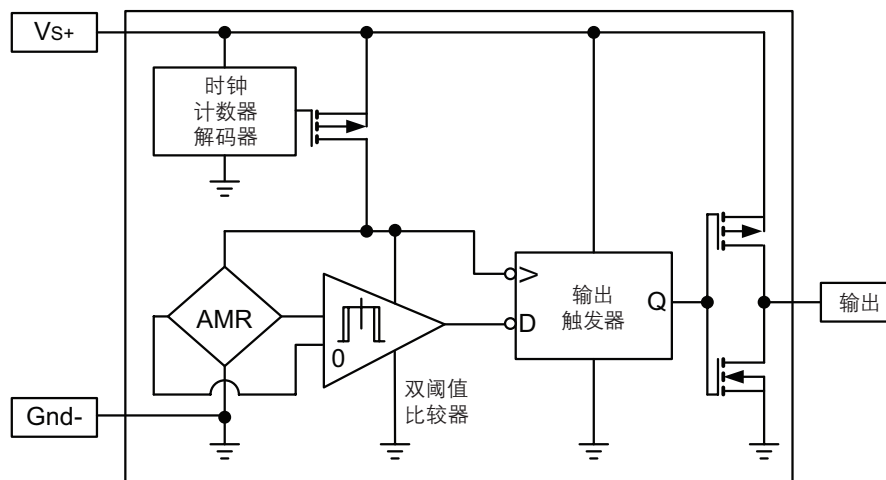 Vs+
时钟
计数器
解码器
AMR
0
双阈值
比较器
>
D
输出
触发器
Q
输出
Gnd-